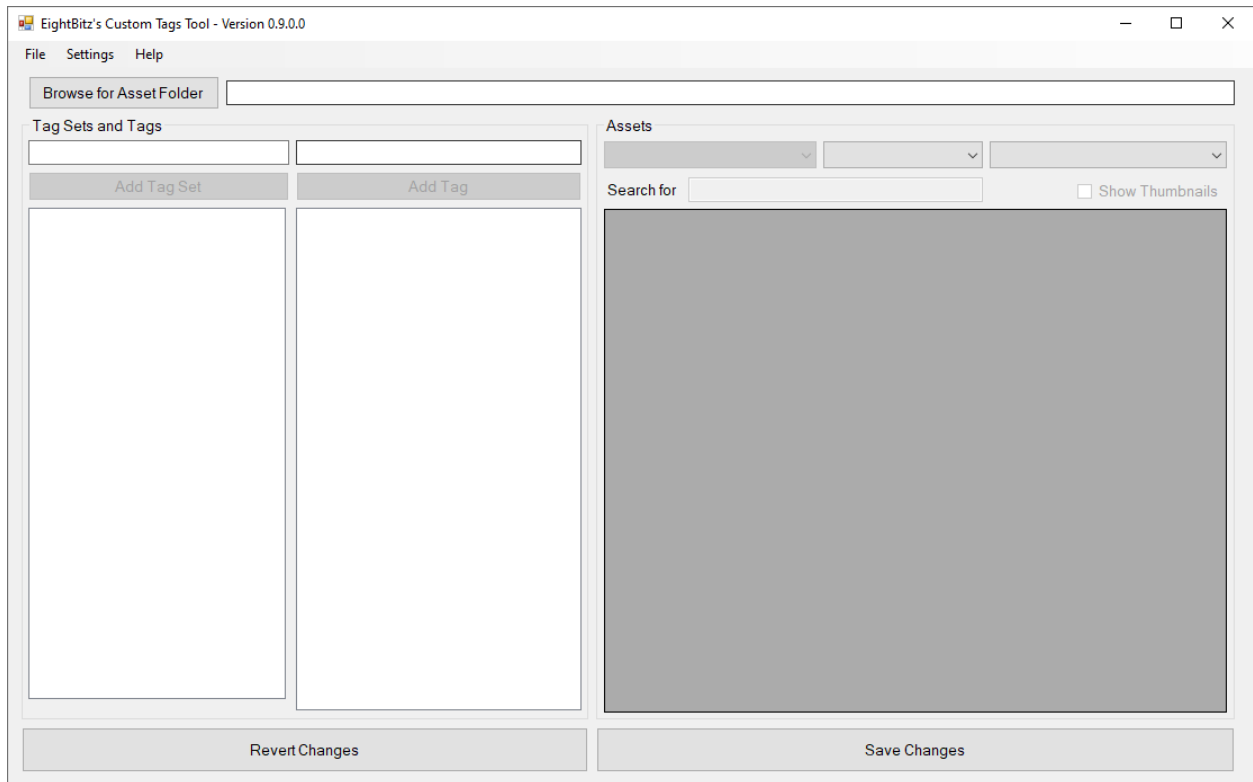 EightBitz's Custom Tags Tool - Version 0.9.0.0
File Settings Help
Browse for Asset Folder
Tag Sets and Tags
Assets
Add Tag Set
Add Tag
Search for
Show Thumbnails
Revert Changes
Save Changes